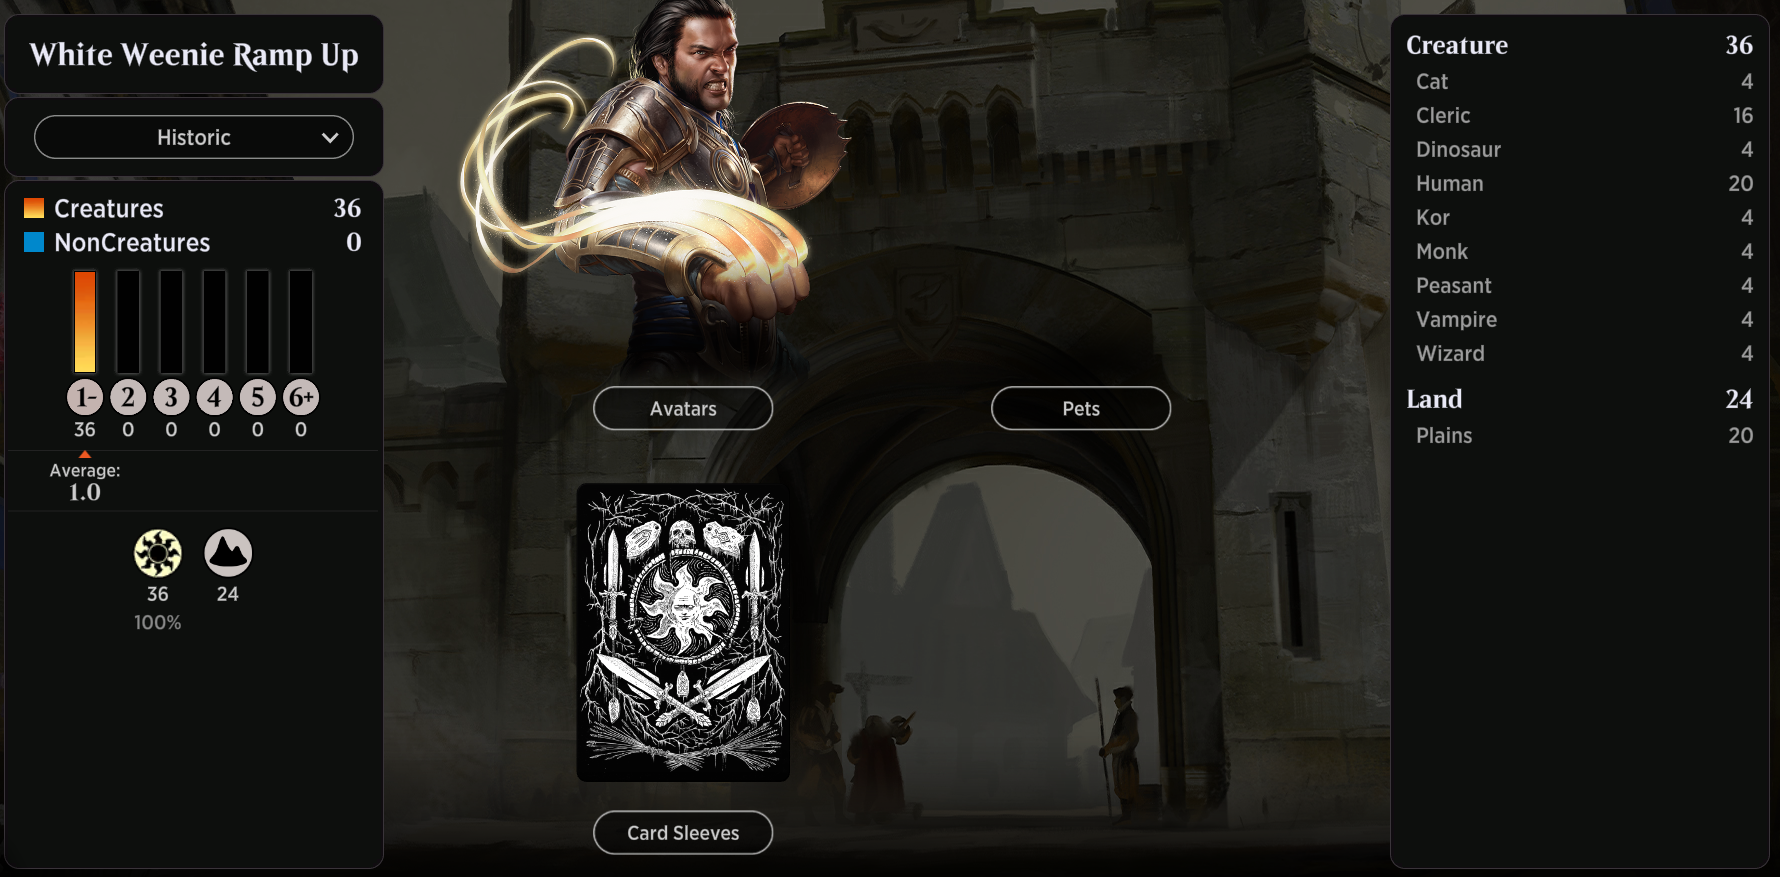 White Weenie Ramp Up
Historic
Creatures 36
NonCreatures 0
1- 2 3 4 5 6+
36 0 0 0 0 0
Average:
1.0
36 24
100%
Avatars
Pets
Card Sleeves
Creature 36
Cat 4
Cleric 16
Dinosaur 4
Human 20
Kor 4
Monk 4
Peasant 4
Vampire 4
Wizard 4
Land 24
Plains 20